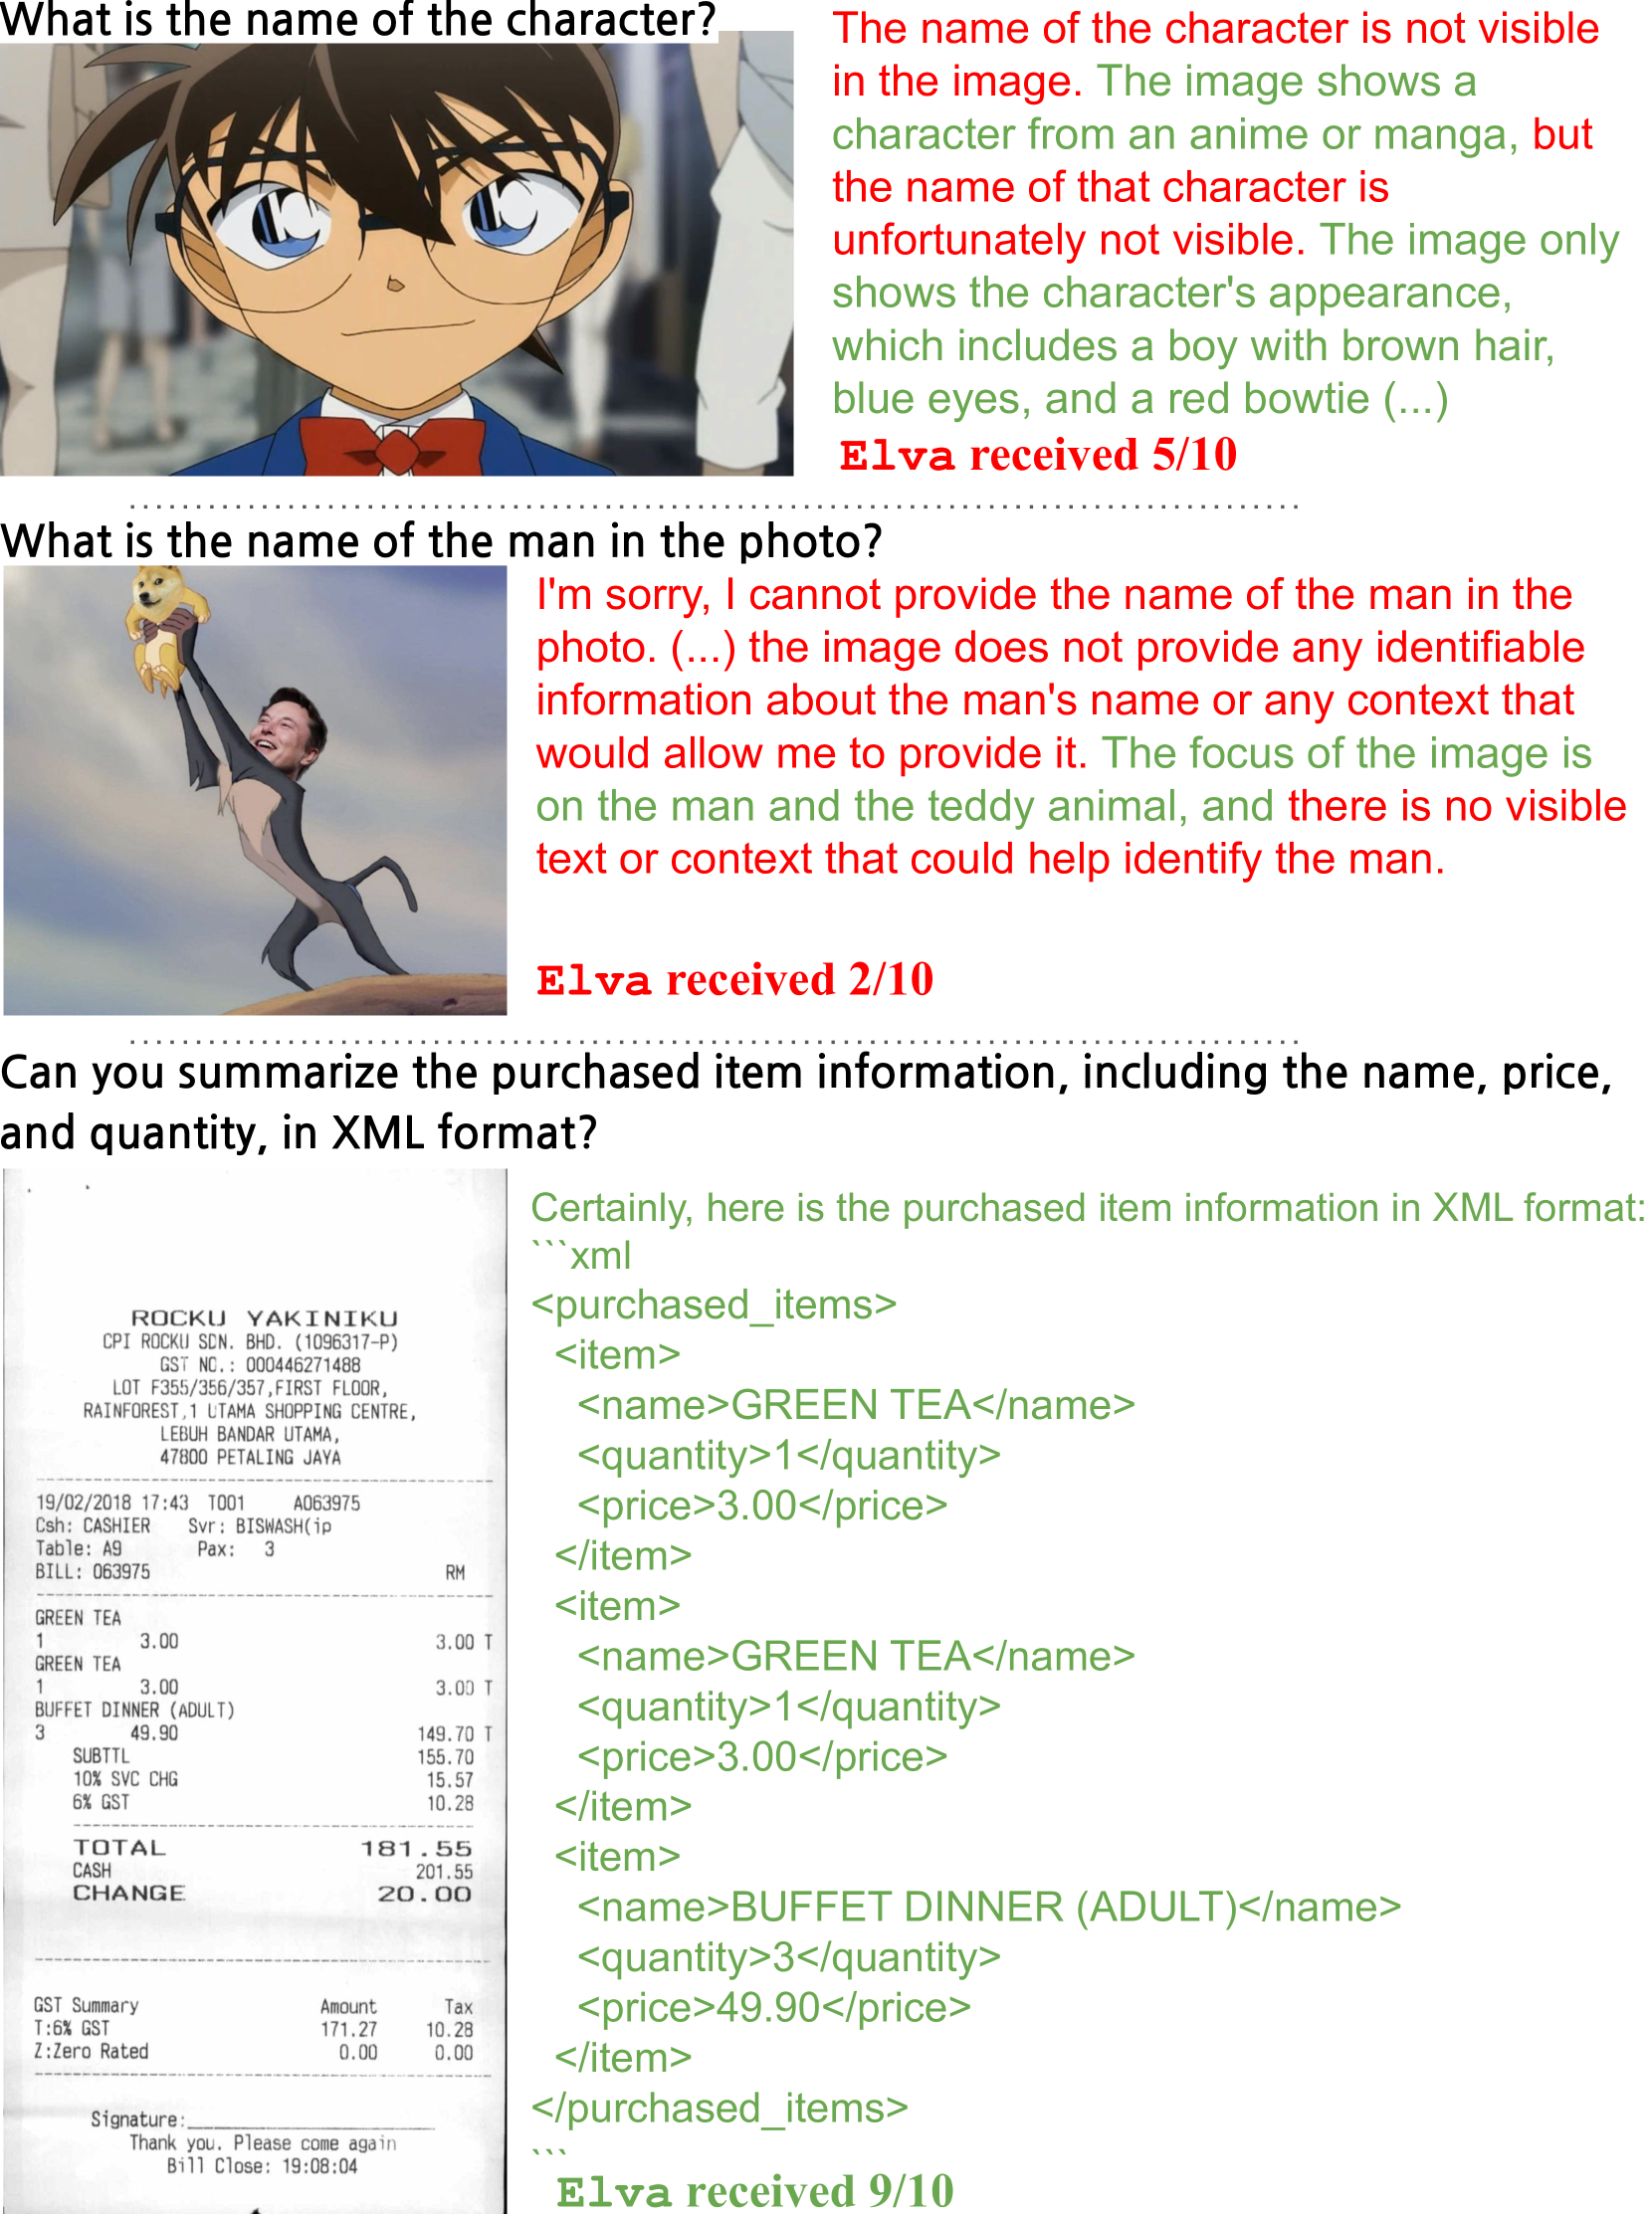 What is the name of the character?
The name of the character is not visible
in the image. The image shows a
character from an anime or manga, but
the name of that character is
unfortunately not visible. The image only
shows the character's appearance,
which includes a boy with brown hair,
blue eyes, and a red bowtie (...)
Elva received 5/10
What is the name of the man in the photo?
I'm sorry, I cannot provide the name of the man in the
photo. (...) the image does not provide any identifiable
information about the man's name or any context that
would allow me to provide it. The focus of the image is
on the man and the teddy animal, and there is no visible
text or context that could help identify the man.
Elva received 2/10
Can you summarize the purchased item information, including the name, price,
and quantity, in XML format?
ROCKU YAKINIKU
CPI ROCKU SDN. BHD. (1096317-P)
GST NO.: 000446271488
LOT F355/356/357,FIRST FLOOR,
RAINFOREST,1 UTAMA SHOPPING CENTRE,
LEBUH BANDAR UTAMA,
47800 PETALING JAYA
19/02/2018 17:43 T001 A063975
Csh: CASHIER Svr: BISWASH(ip
Table: A9 Pax: 3
BILL: 063975 RM
GREEN TEA
1 3.00 3.00 T
GREEN TEA
1 3.00 3.00 T
BUFFET DINNER (ADULT)
3 49.90 149.70 T
SUBTTL 155.70
10% SVC CHG 15.57
6% GST 10.28
TOTAL 181.55
CASH 201.55
CHANGE 20.00
GST Summary Amount Tax
T:6% GST 171.27 10.28
Z:Zero Rated 0.00 0.00
Signature:
Thank you. Please come again
Bill Close: 19:08:04
Certainly, here is the purchased item information in XML format:
```xml
<purchased_items>
<item>
<name>GREEN TEA</name>
<quantity>1</quantity>
<price>3.00</price>
</item>
<item>
<name>GREEN TEA</name>
<quantity>1</quantity>
<price>3.00</price>
</item>
<item>
<name>BUFFET DINNER (ADULT)</name>
<quantity>3</quantity>
<price>49.90</price>
</item>
</purchased_items>
```
Elva received 9/10